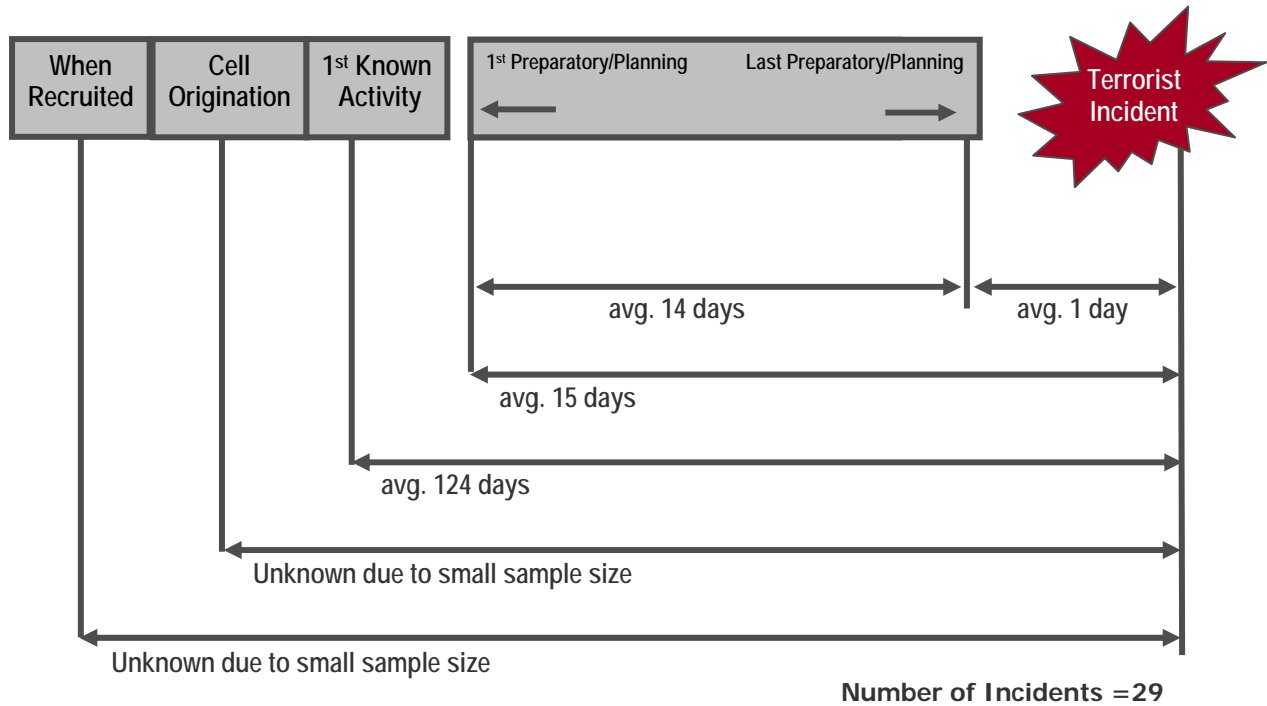 When
Recruited
Cell
Origination
1st Known
Activity
1st Preparatory/Planning
Last Preparatory/Planning
Terrorist
Incident
avg. 14 days
avg. 1 day
avg. 15 days
avg. 124 days
Unknown due to small sample size
Unknown due to small sample size
Number of Incidents =29